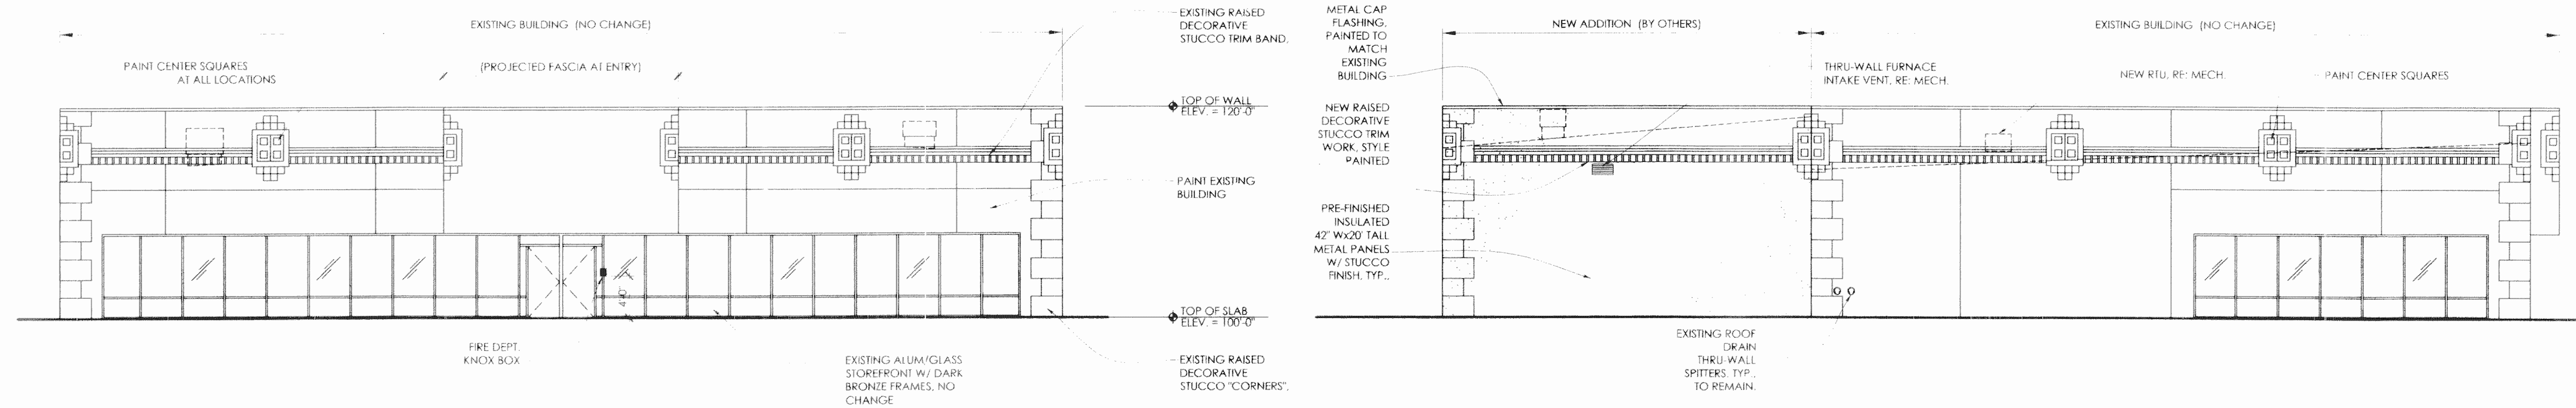 EXISTING BUILDING (NO CHANGE)
PAINT CENTER SQUARES
AT ALL LOCATIONS
(PROJECTED FASCIA AT ENTRY)
EXISTING RAISED
DECORATIVE
STUCCO TRIM BAND.
TOP OF WALL
ELEV. = 120'-0"
PAINT EXISTING
BUILDING
4'-0"
TOP OF SLAB
ELEV. = 100'-0"
FIRE DEPT.
KNOX BOX
EXISTING ALUM/GLASS
STOREFRONT W/ DARK
BRONZE FRAMES, NO
CHANGE
EXISTING RAISED
DECORATIVE
STUCCO "CORNERS".
METAL CAP
FLASHING,
PAINTED TO
MATCH
EXISTING
BUILDING
NEW RAISED
DECORATIVE
STUCCO TRIM
WORK, STYLE
PAINTED
PRE-FINISHED
INSULATED
42" Wx20' TALL
METAL PANELS
W/ STUCCO
FINISH, TYP..
NEW ADDITION (BY OTHERS)
EXISTING BUILDING (NO CHANGE)
THRU-WALL FURNACE
INTAKE VENT, RE: MECH.
NEW RTU, RE: MECH.
PAINT CENTER SQUARES
EXISTING ROOF
DRAIN
THRU-WALL
SPITTERS, TYP.,
TO REMAIN.